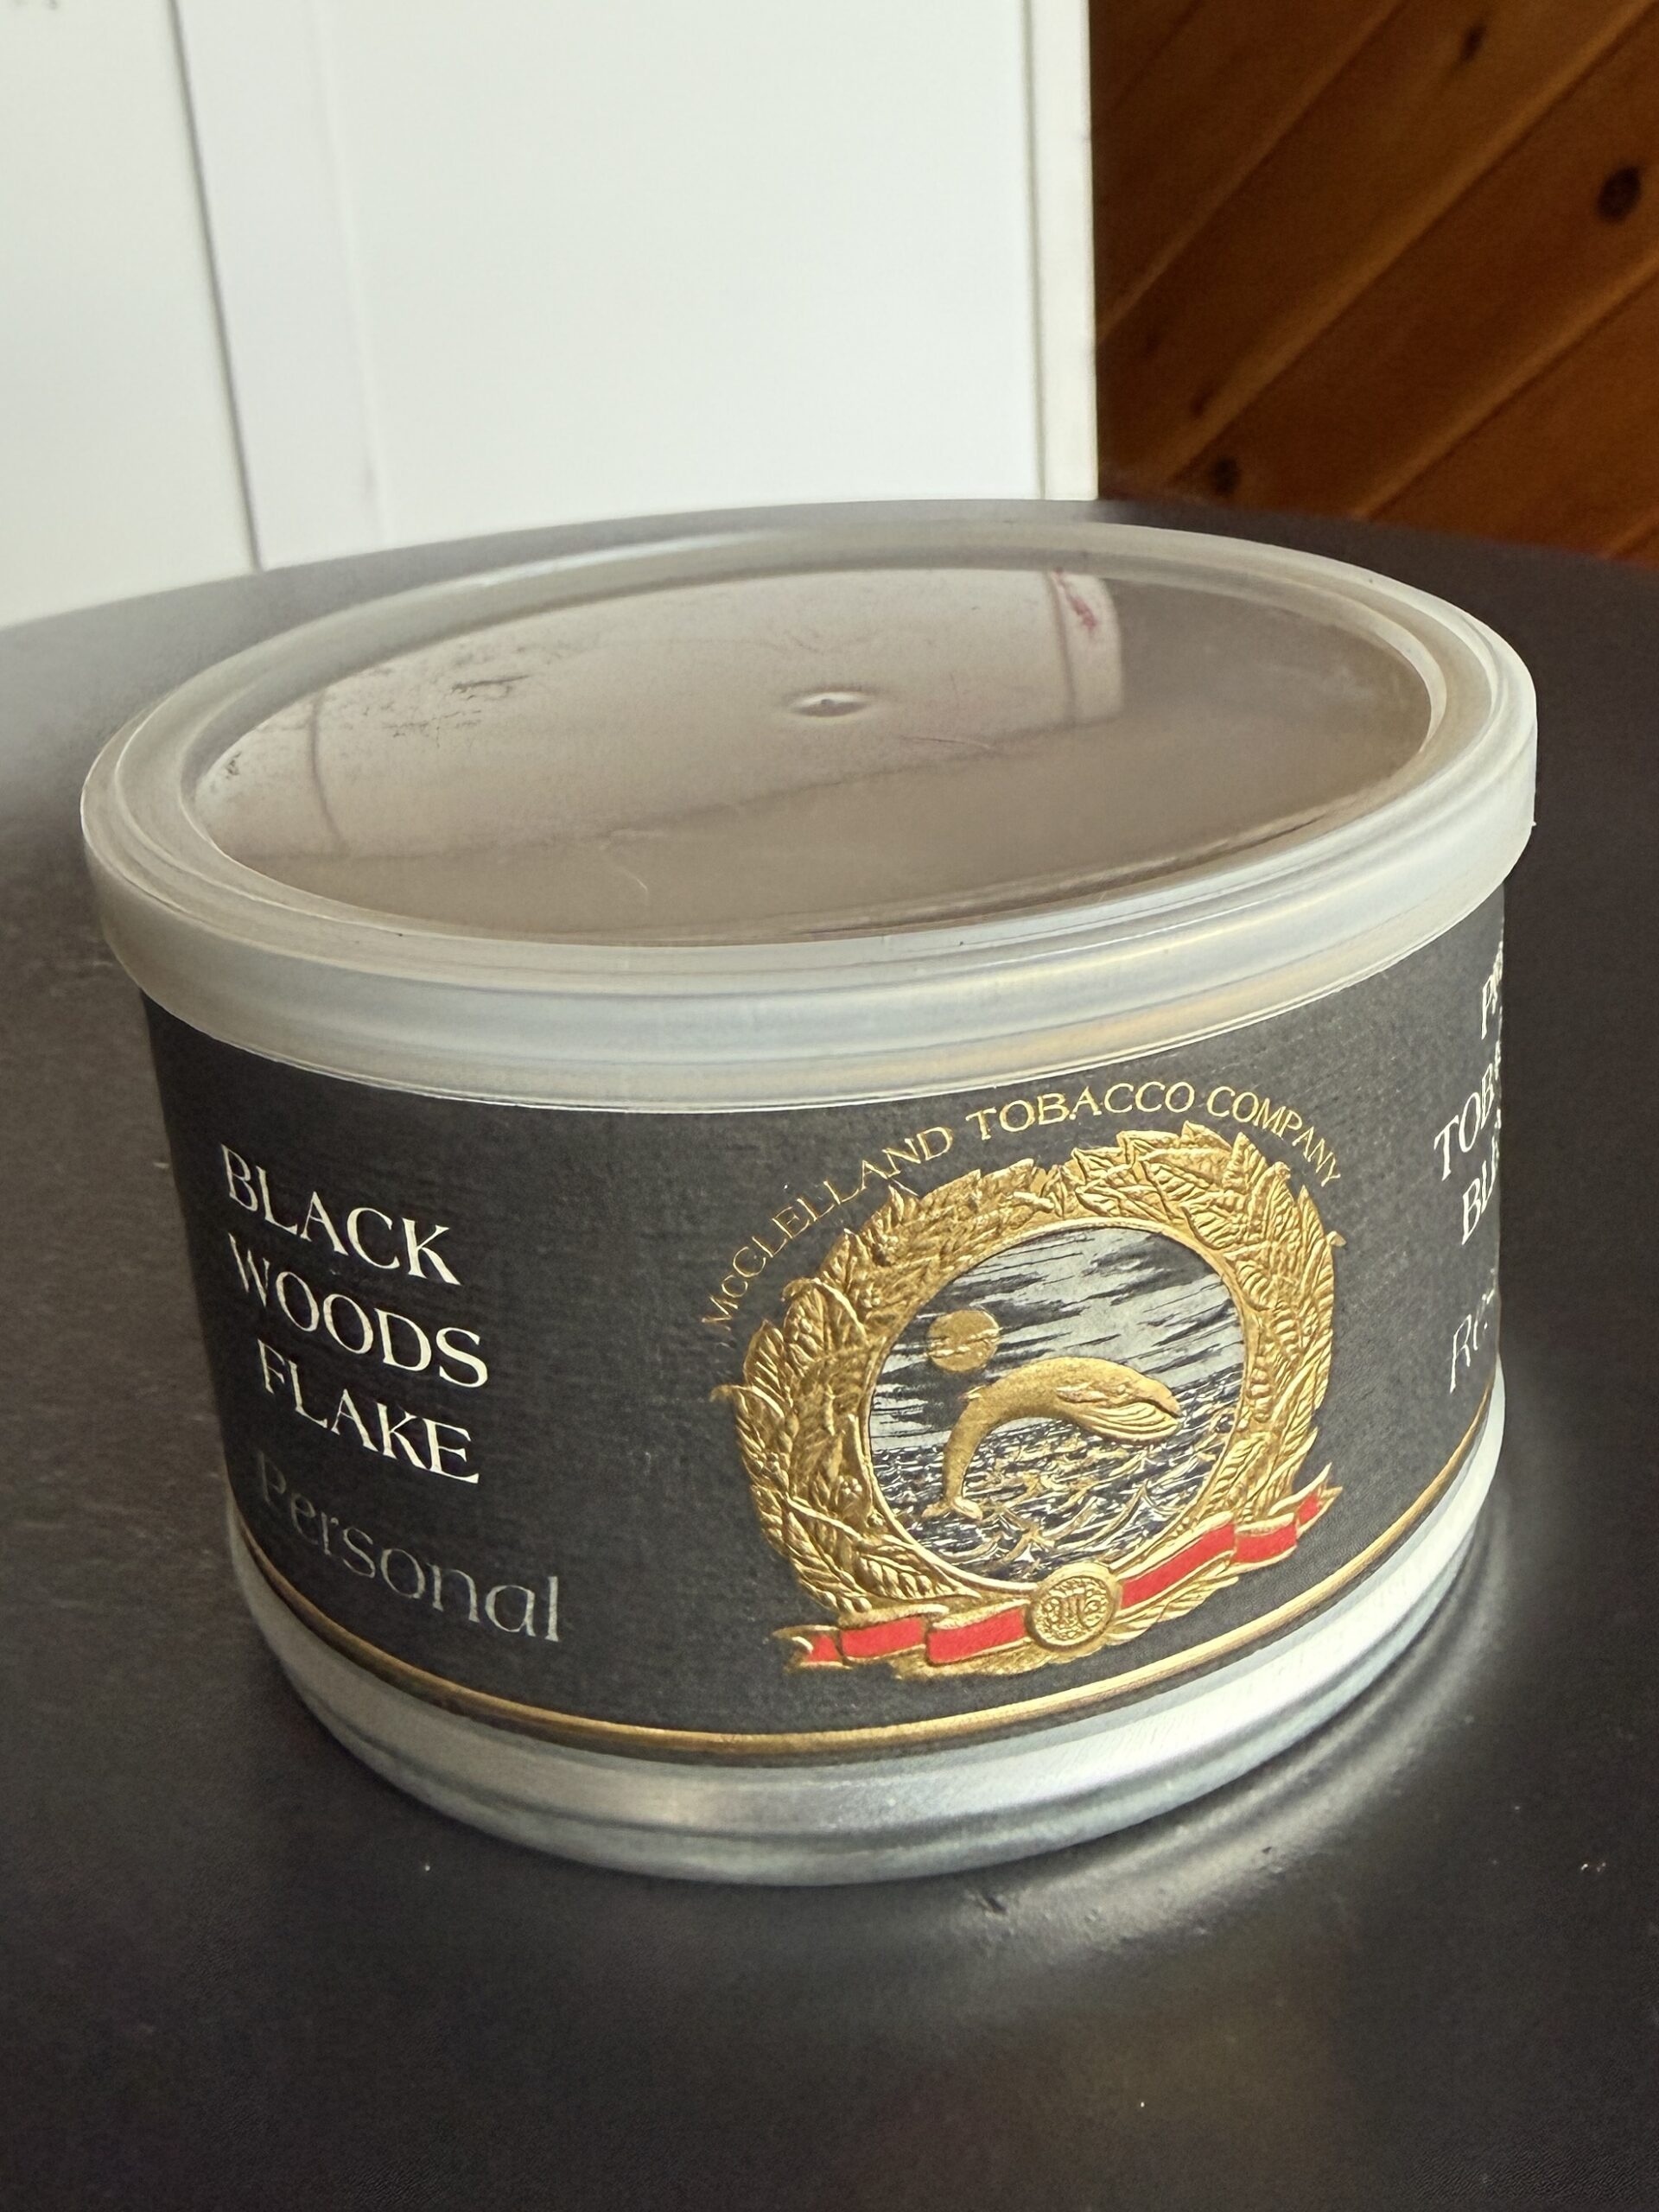 BLACK
WOODS
FLAKE
Personal
McCLELLAND TOBACCO COMPANY